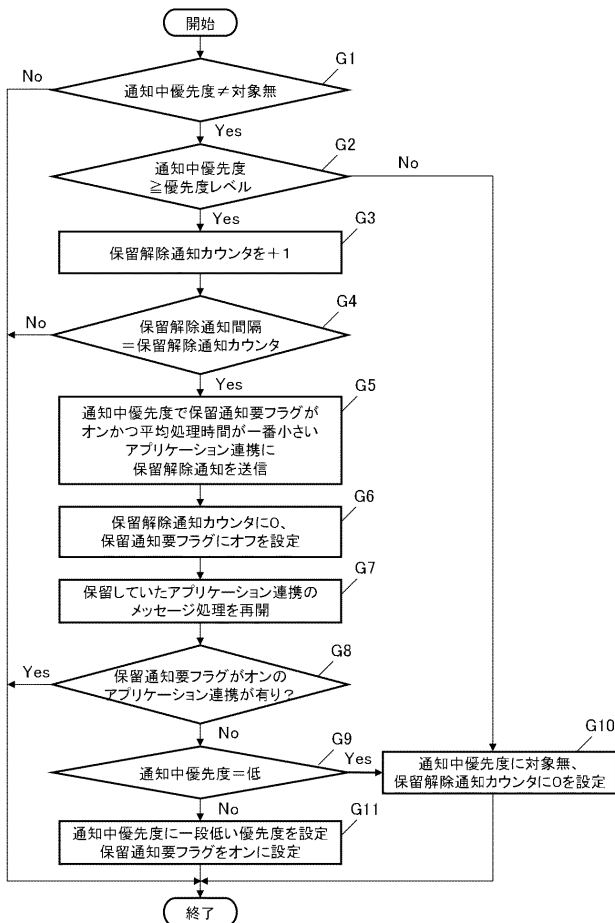 開始
G1
No
通知中優先度≠対象無
Yes
G2
通知中優先度
≧優先度レベル
No
Yes
G3
保留解除通知カウンタを+1
G4
No
保留解除通知間隔
=保留解除通知カウンタ
Yes
G5
通知中優先度で保留通知要フラグが
オンかつ平均処理時間が一番小さい
アプリケーション連携に
保留解除通知を送信
G6
保留解除通知カウンタに0、
保留通知要フラグにオフを設定
G7
保留していたアプリケーション連携の
メッセージ処理を再開
G8
Yes
保留通知要フラグがオンの
アプリケーション連携が有り?
No
G9
通知中優先度=低
Yes
G10
通知中優先度に対象無、
保留解除通知カウンタに0を設定
No
G11
通知中優先度に一段低い優先度を設定
保留通知要フラグをオンに設定
終了